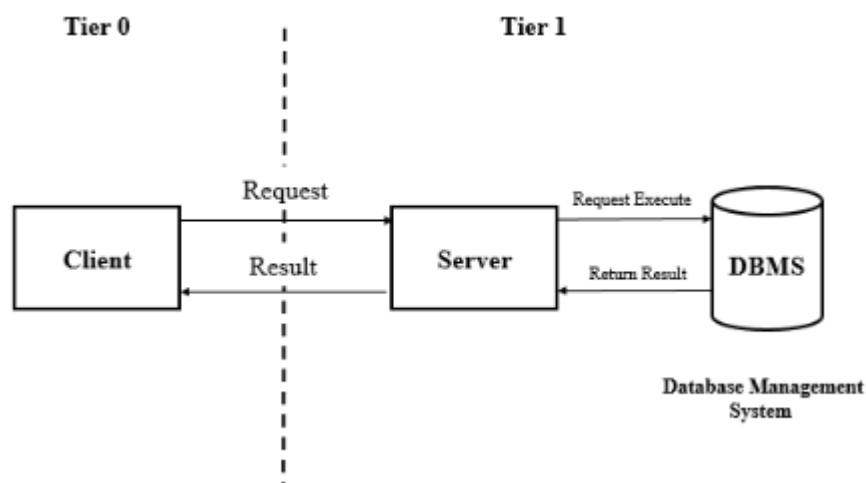 Tier 0
Tier 1
Request
Request Execute
Client
Server
DBMS
Result
Return Result
Database Management
System